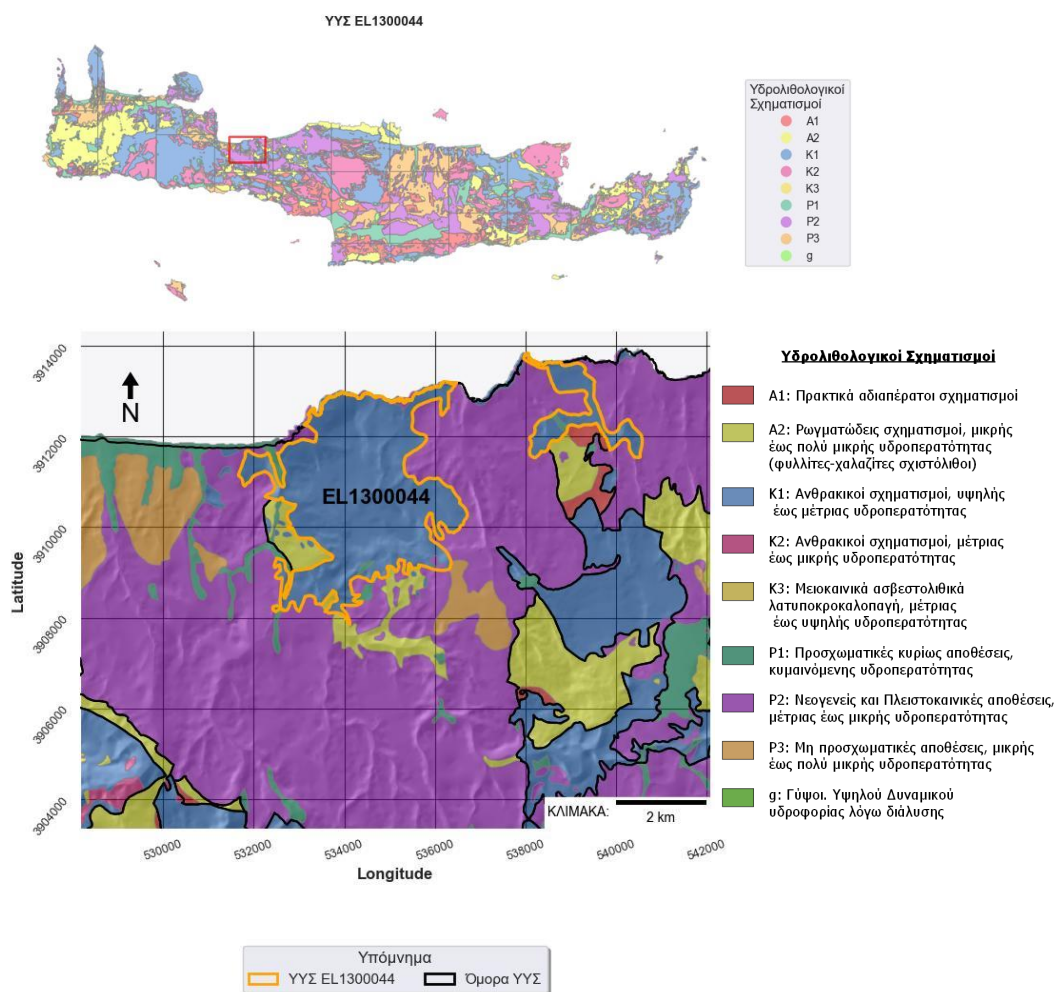 ΥΥΣ EL1300044
Υδρολιθολογικοί
Σχηματισμοί
A1
A2
K1
K2
K3
P1
P2
P3
g
3914000
3912000
3910000
3908000
3906000
3904000
Latitude
N
EL1300044
ΚΛΙΜΑΚΑ:
2 km
530000
532000
534000
536000
538000
540000
542000
Longitude
Υδρολιθολογικοί Σχηματισμοί
A1: Πρακτικά αδιαπέρατοι σχηματισμοί
A2: Ρωγματώδεις σχηματισμοί, μικρής
έως πολύ μικρής υδροπερατότητας
(φυλλίτες-χαλαζίτες σχιστόλιθοι)
K1: Ανθρακικοί σχηματισμοί, υψηλής
έως μέτριας υδροπερατότητας
K2: Ανθρακικοί σχηματισμοί, μέτριας
έως μικρής υδροπερατότητας
K3: Μειοκαινικά ασβεστολιθικά
λατυποκροκαλοπαγή, μέτριας
έως υψηλής υδροπερατότητας
P1: Προσχωματικές κυρίως αποθέσεις,
κυμαινόμενης υδροπερατότητας
P2: Νεογενείς και Πλειστοκαινικές αποθέσεις,
μέτριας έως μικρής υδροπερατότητας
P3: Μη προσχωματικές αποθέσεις, μικρής
έως πολύ μικρής υδροπερατότητας
g: Γύψοι. Υψηλού Δυναμικού
υδροφορίας λόγω διάλυσης
Υπόμνημα
ΥΥΣ EL1300044
Όμορα ΥΥΣ